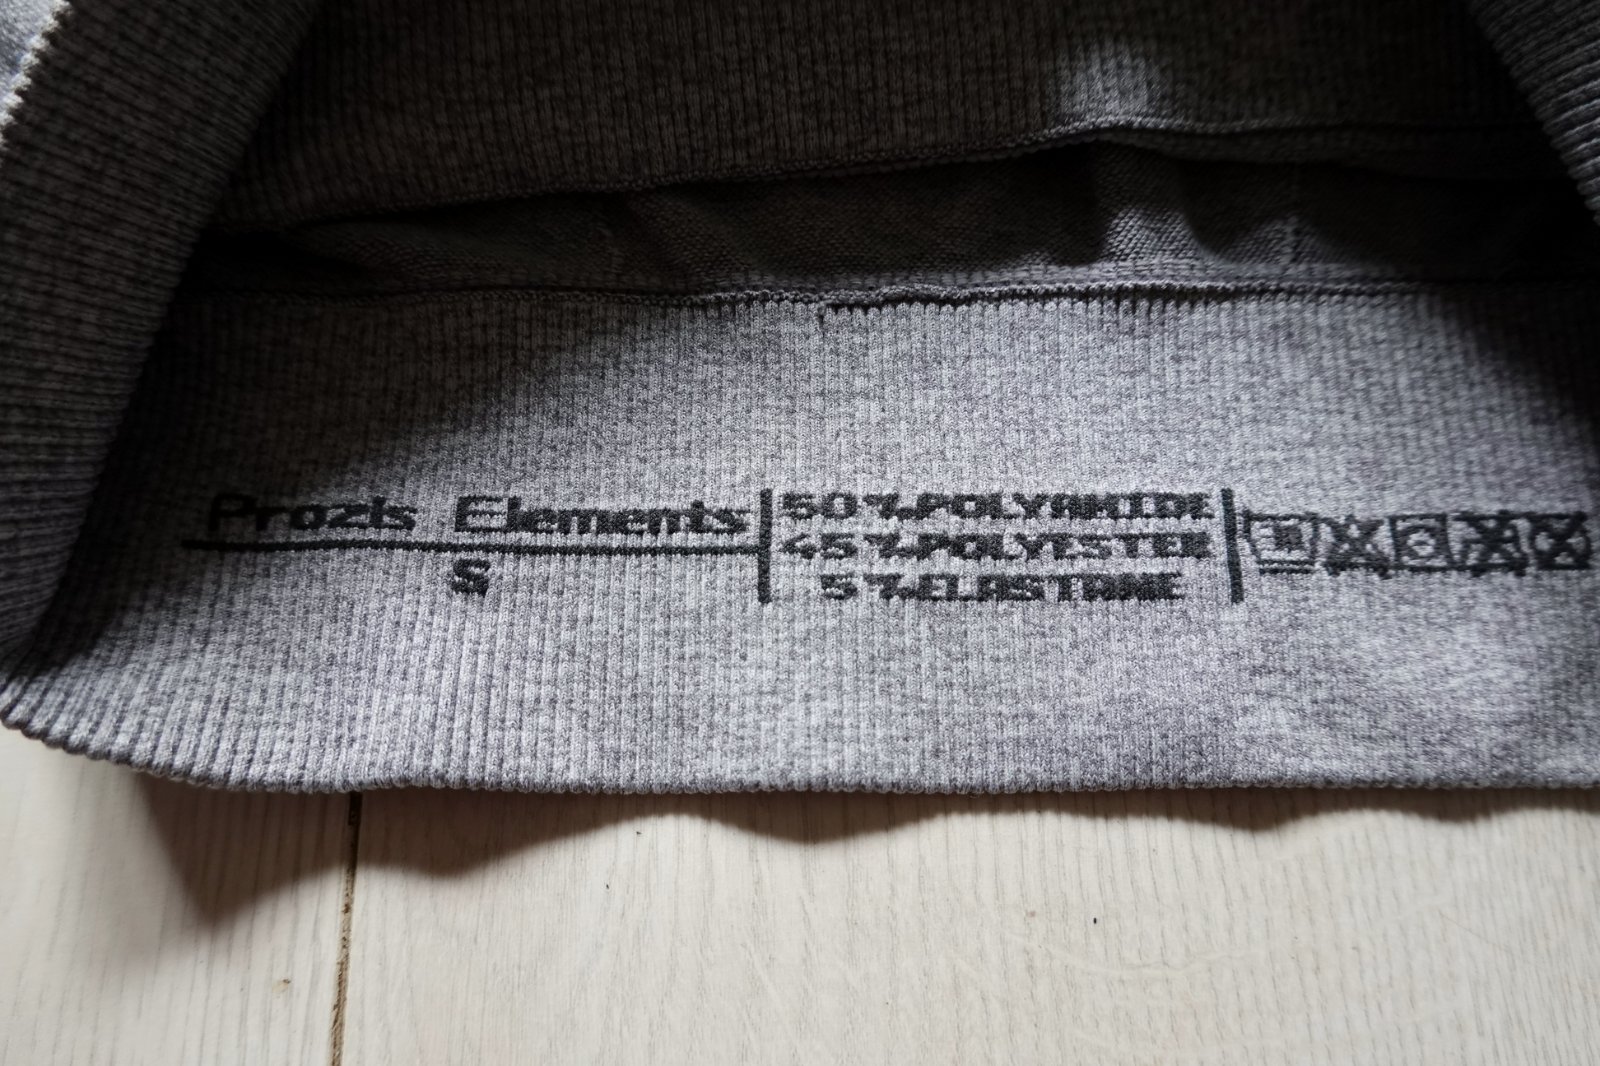 Prozis Elements
S
50%POLYAMIDE
45%POLYESTER
5%ELASTANE